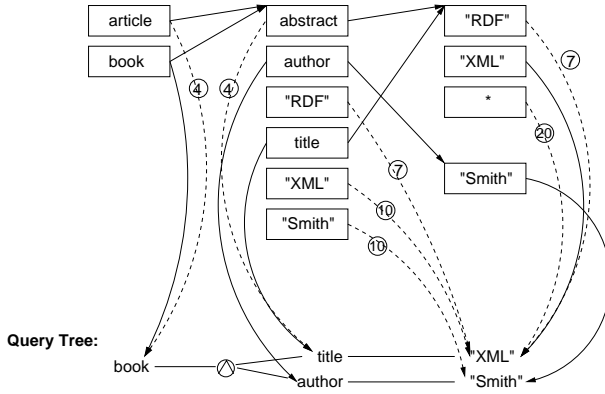 article abstract "RDF"
book author "XML"
4 4 7
"RDF" *
20
title
7
"XML" "Smith"
10
"Smith"
10
Query Tree:
title "XML"
book
author "Smith"